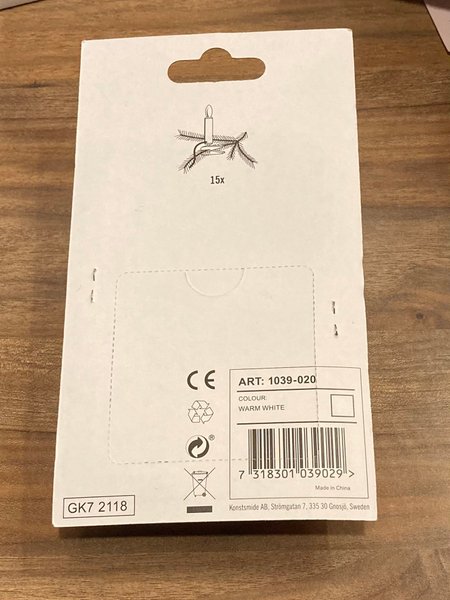 15x
CE
ART: 1039-020
COLOUR:
WARM WHITE
7 318301 039029 >
Made in China
GK7 2118
Konstsmide AB, Strömgatan 7, 335 30 Gnosjö, Sweden